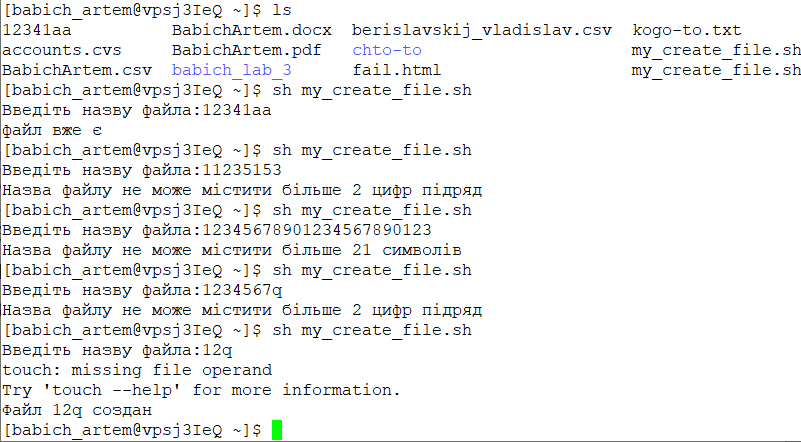 [babich_artem@vpsj3IeQ ~]$ ls
12341aa          BabichArtem.docx  berislavskij_vladislav.csv  kogo-to.txt
accounts.cvs     BabichArtem.pdf   chto-to                     my_create_file.sh
BabichArtem.csv  babich_lab_3      fail.html                   my_create_file.sh
[babich_artem@vpsj3IeQ ~]$ sh my_create_file.sh
Введіть назву файла:12341aa
файл вже є
[babich_artem@vpsj3IeQ ~]$ sh my_create_file.sh
Введіть назву файла:11235153
Назва файлу не може містити більше 2 цифр підряд
[babich_artem@vpsj3IeQ ~]$ sh my_create_file.sh
Введіть назву файла:12345678901234567890123
Назва файлу не може містити більше 21 символів
[babich_artem@vpsj3IeQ ~]$ sh my_create_file.sh
Введіть назву файла:1234567q
Назва файлу не може містити більше 2 цифр підряд
[babich_artem@vpsj3IeQ ~]$ sh my_create_file.sh
Введіть назву файла:12q
touch: missing file operand
Try 'touch --help' for more information.
Файл 12q создан
[babich_artem@vpsj3IeQ ~]$